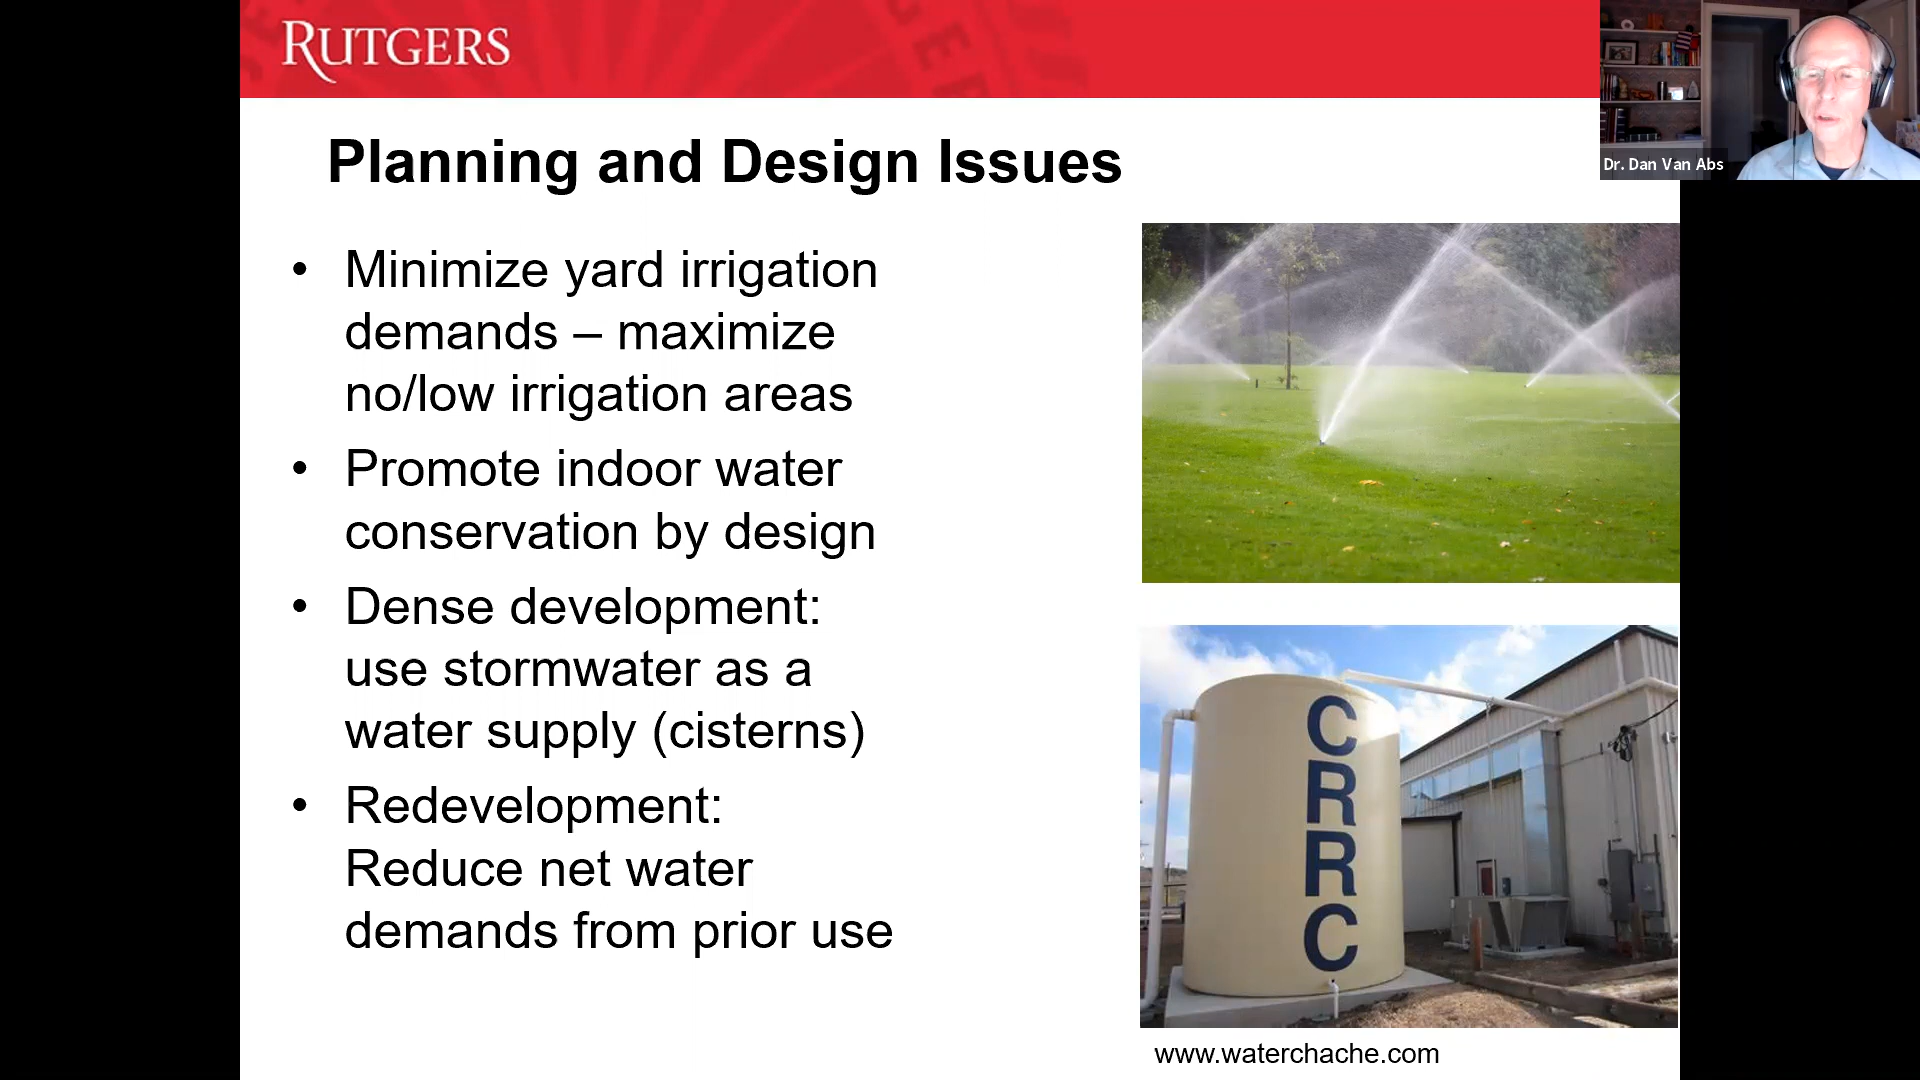 RUTGERS
Dr. Dan Van Abs
Planning and Design Issues
• Minimize yard irrigation
demands – maximize
no/low irrigation areas
• Promote indoor water
conservation by design
• Dense development:
use stormwater as a
water supply (cisterns)
• Redevelopment:
Reduce net water
demands from prior use
C
R
R
C
www.waterchache.com